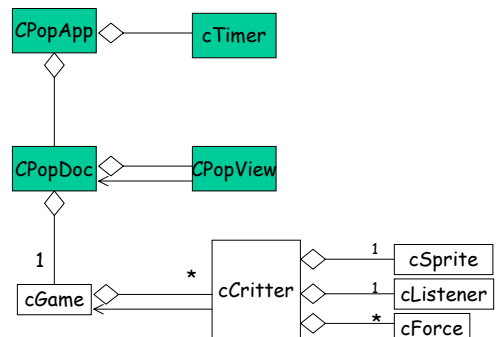 CPopApp
cTimer
CPopDoc
CPopView
1
cGame
*
cCritter
1
cSprite
1
cListener
*
cForce